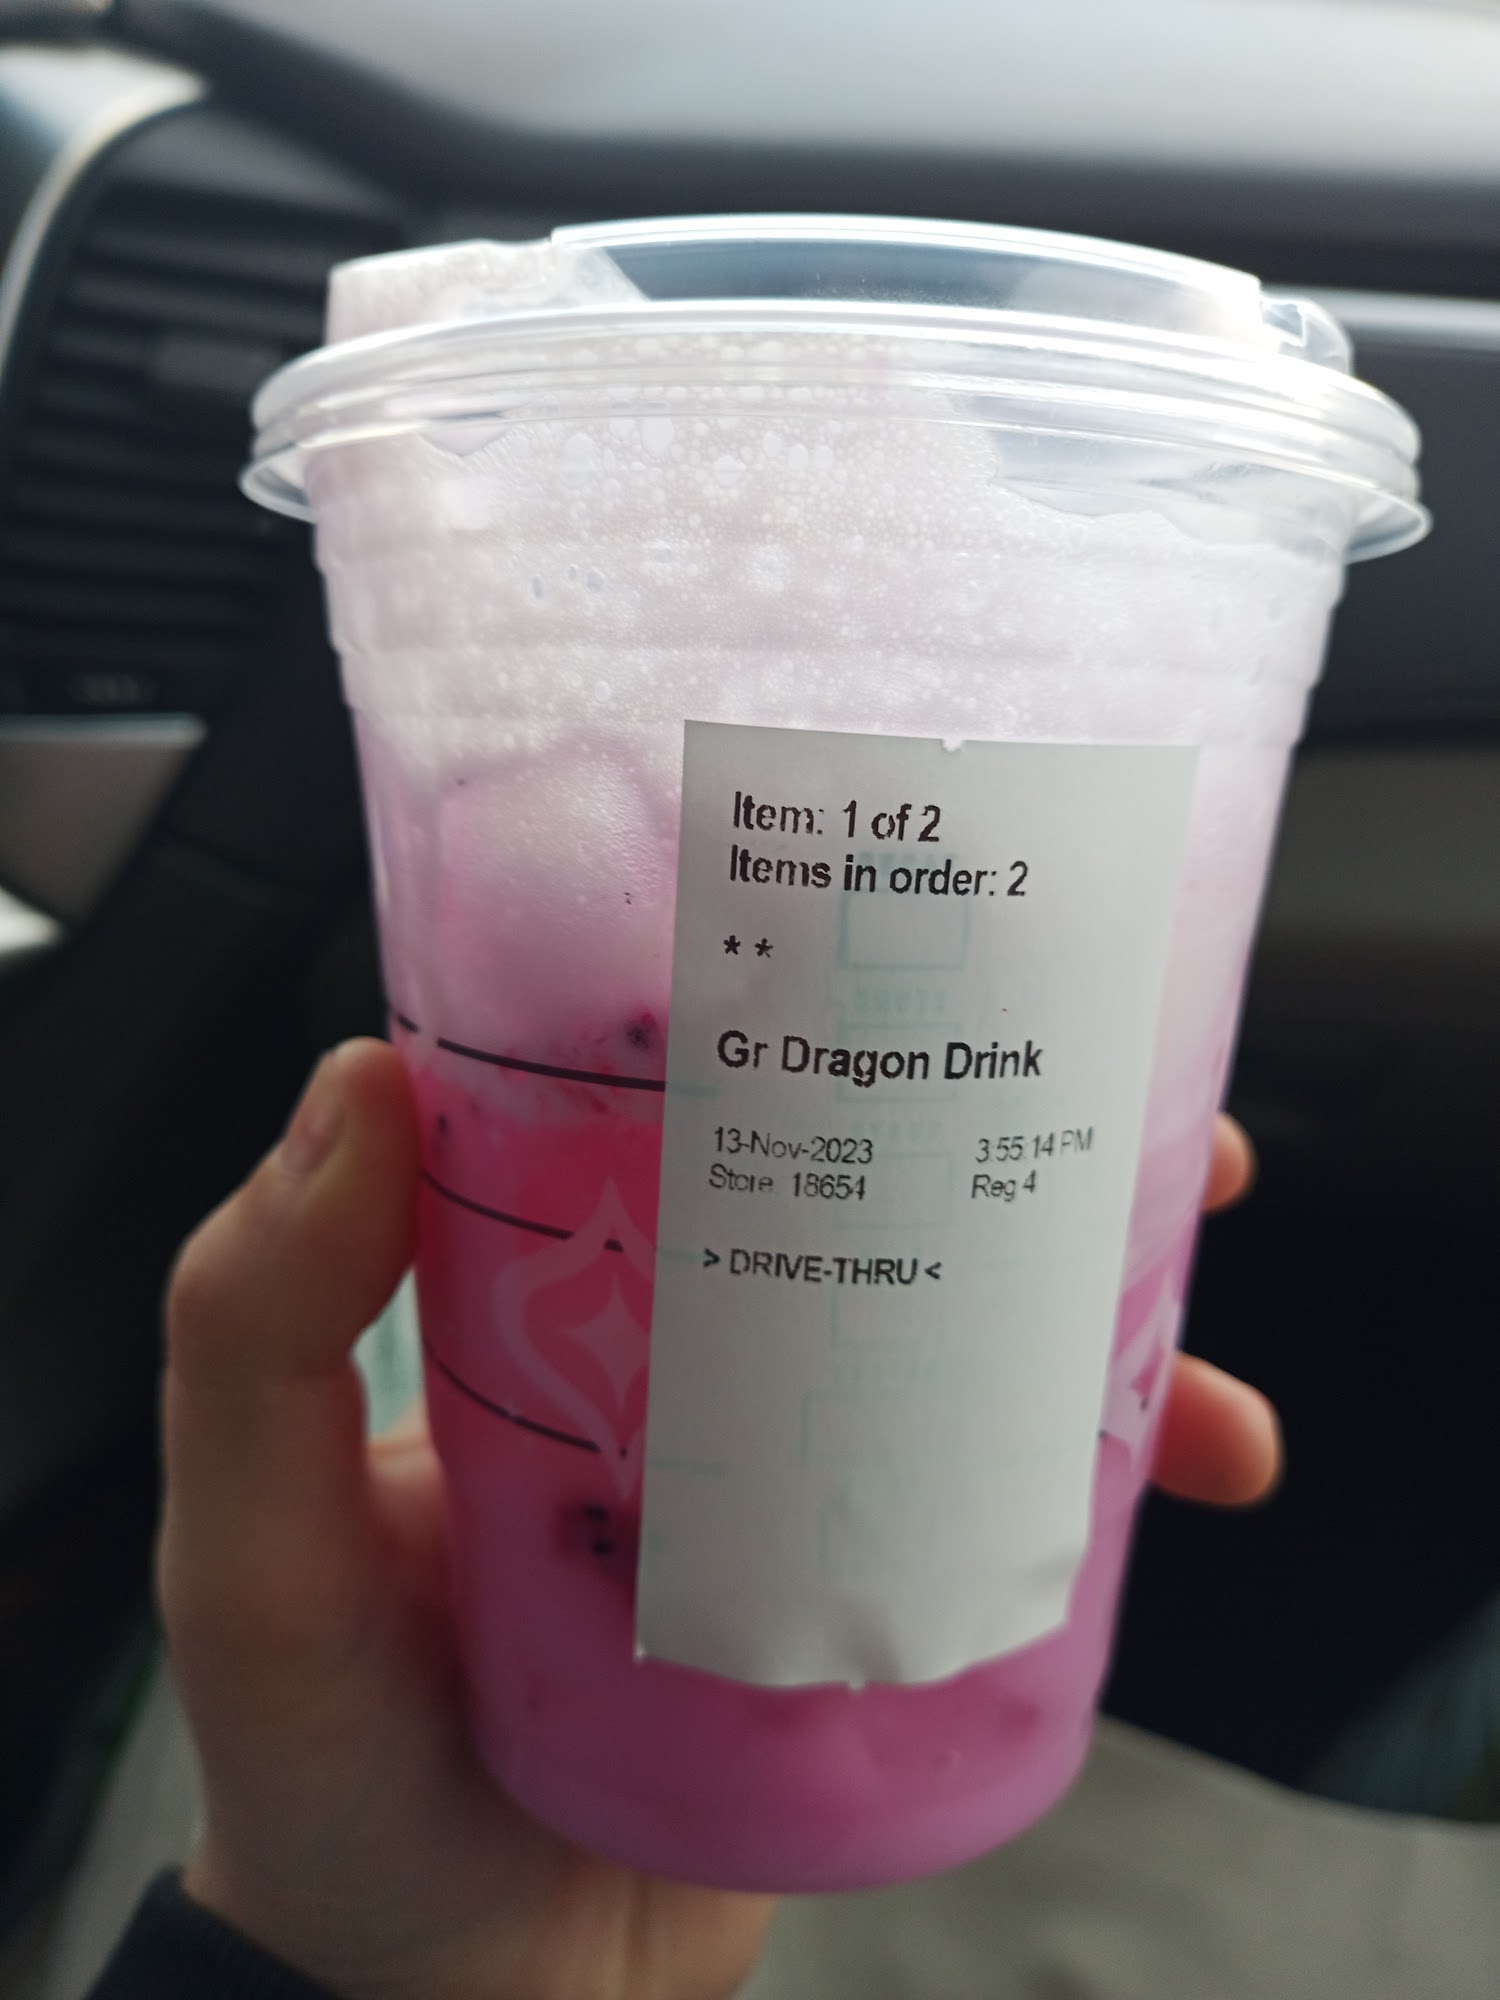 Item: 1 of 2
Items in order: 2
* *
Gr Dragon Drink
13-Nov-2023 3:55:14 PM
Store 18654 Reg 4
> DRIVE-THRU <